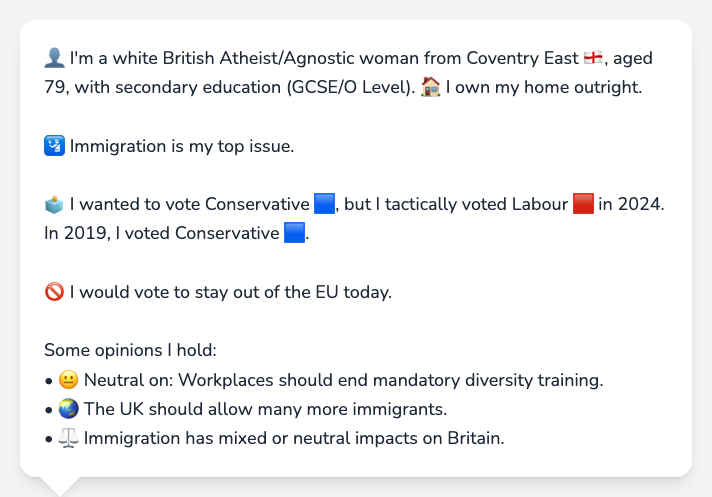 👤 I'm a white British Atheist/Agnostic woman from Coventry East 🏴󠁧󠁢󠁥󠁮󠁧󠁿, aged
79, with secondary education (GCSE/O Level). 🏠 I own my home outright.
🛂 Immigration is my top issue.
🗳️ I wanted to vote Conservative 🟦, but I tactically voted Labour 🟥 in 2024.
In 2019, I voted Conservative 🟦.
🚫 I would vote to stay out of the EU today.
Some opinions I hold:
• 😐 Neutral on: Workplaces should end mandatory diversity training.
• 🌏 The UK should allow many more immigrants.
• ⚖️ Immigration has mixed or neutral impacts on Britain.